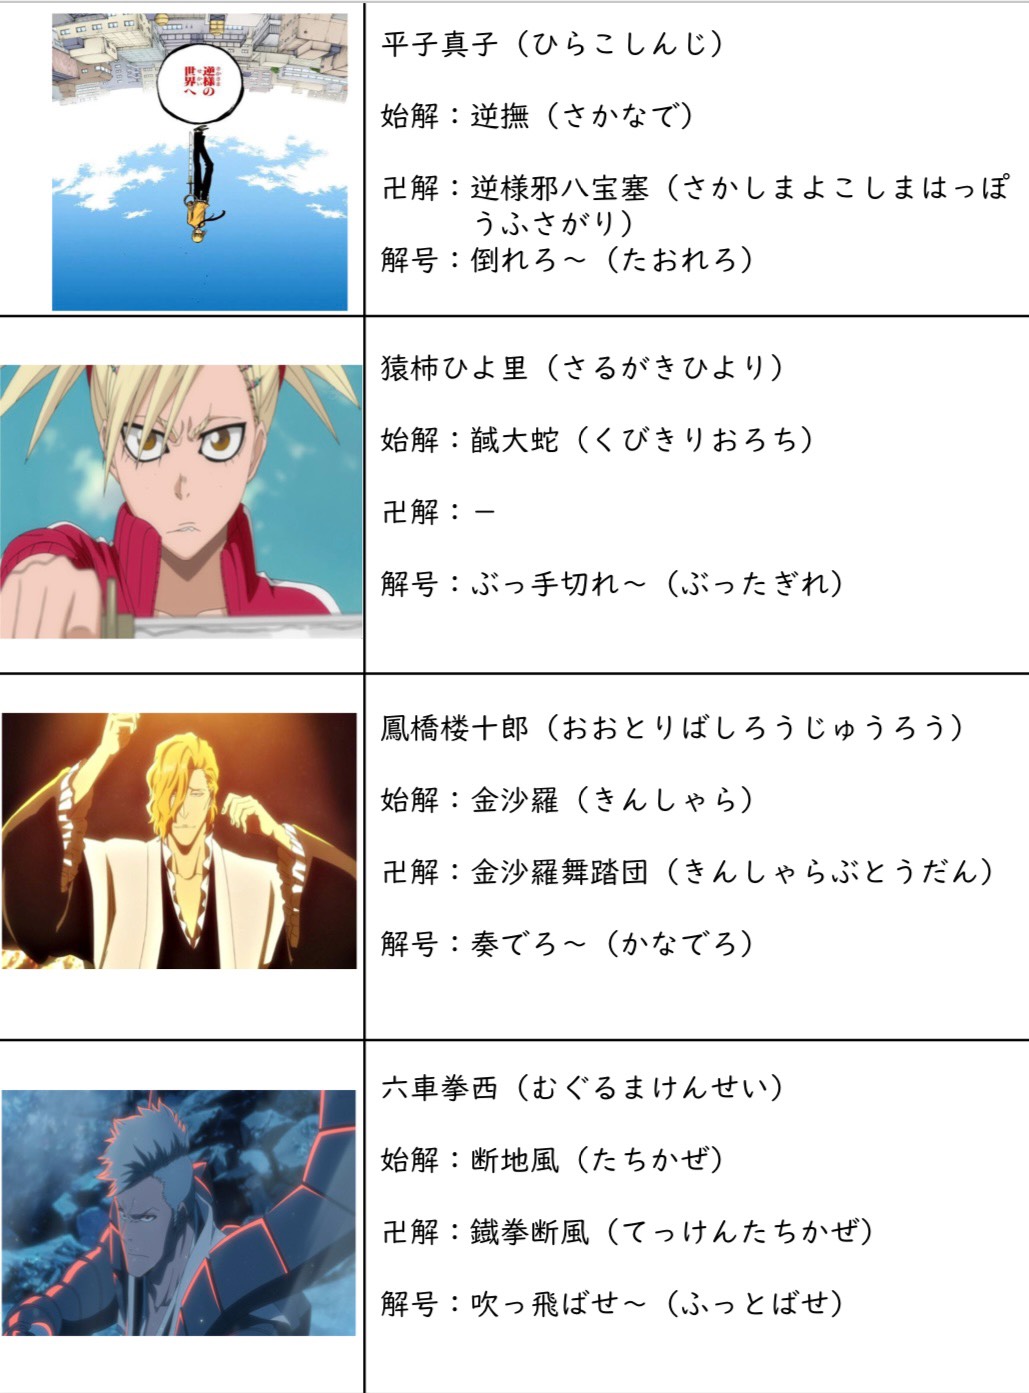 逆様の
世界へ
平子真子（ひらこしんじ）
始解：逆撫（さかなで）
卍解：逆様邪八宝塞（さかしまよこしまはっぽ
うふさがり）
解号：倒れろ～（たおれろ）
猿柿ひよ里（さるがきひより）
始解：馘大蛇（くびきりおろち）
卍解：－
解号：ぶっ手切れ～（ぶったぎれ）
鳳橋楼十郎（おおとりばしろうじゅうろう）
始解：金沙羅（きんしゃら）
卍解：金沙羅舞踏団（きんしゃらぶとうだん）
解号：奏でろ～（かなでろ）
六車拳西（むぐるまけんせい）
始解：断地風（たちかぜ）
卍解：鐵拳断風（てっけんたちかぜ）
解号：吹っ飛ばせ～（ふっとばせ）